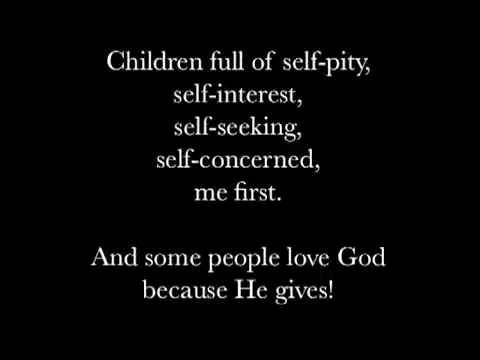 Children full of self-pity,
self-interest,
self-seeking,
self-concerned,
me first.
And some people love God
because He gives!